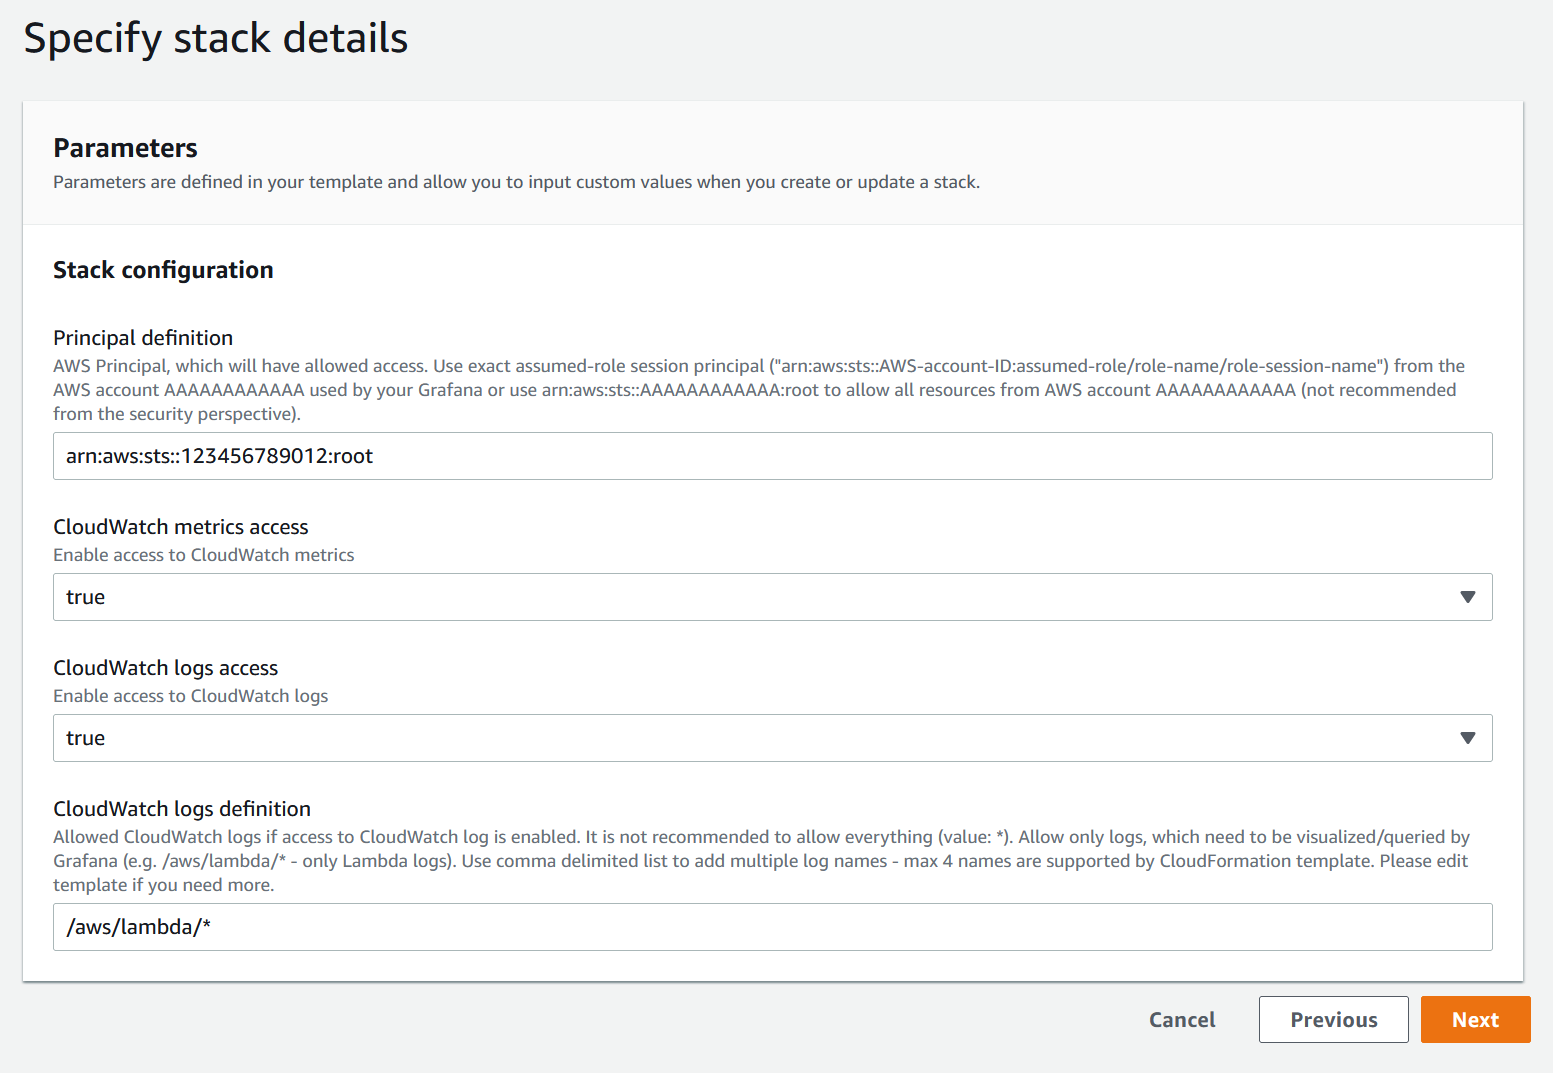 Specify stack details
Parameters
Parameters are defined in your template and allow you to input custom values when you create or update a stack.
Stack configuration
Principal definition
AWS Principal, which will have allowed access. Use exact assumed-role session principal ("arn:aws:sts::AWS-account-ID:assumed-role/role-name/role-session-name") from the
AWS account AAAAAAAAAAAA used by your Grafana or use arn:aws:sts::AAAAAAAAAAAA:root to allow all resources from AWS account AAAAAAAAAAAA (not recommended
from the security perspective).
arn:aws:sts::123456789012:root
CloudWatch metrics access
Enable access to CloudWatch metrics
true
CloudWatch logs access
Enable access to CloudWatch logs
true
CloudWatch logs definition
Allowed CloudWatch logs if access to CloudWatch log is enabled. It is not recommended to allow everything (value: *). Allow only logs, which need to be visualized/queried by
Grafana (e.g. /aws/lambda/* - only Lambda logs). Use comma delimited list to add multiple log names - max 4 names are supported by CloudFormation template. Please edit
template if you need more.
/aws/lambda/*
Cancel
Previous
Next